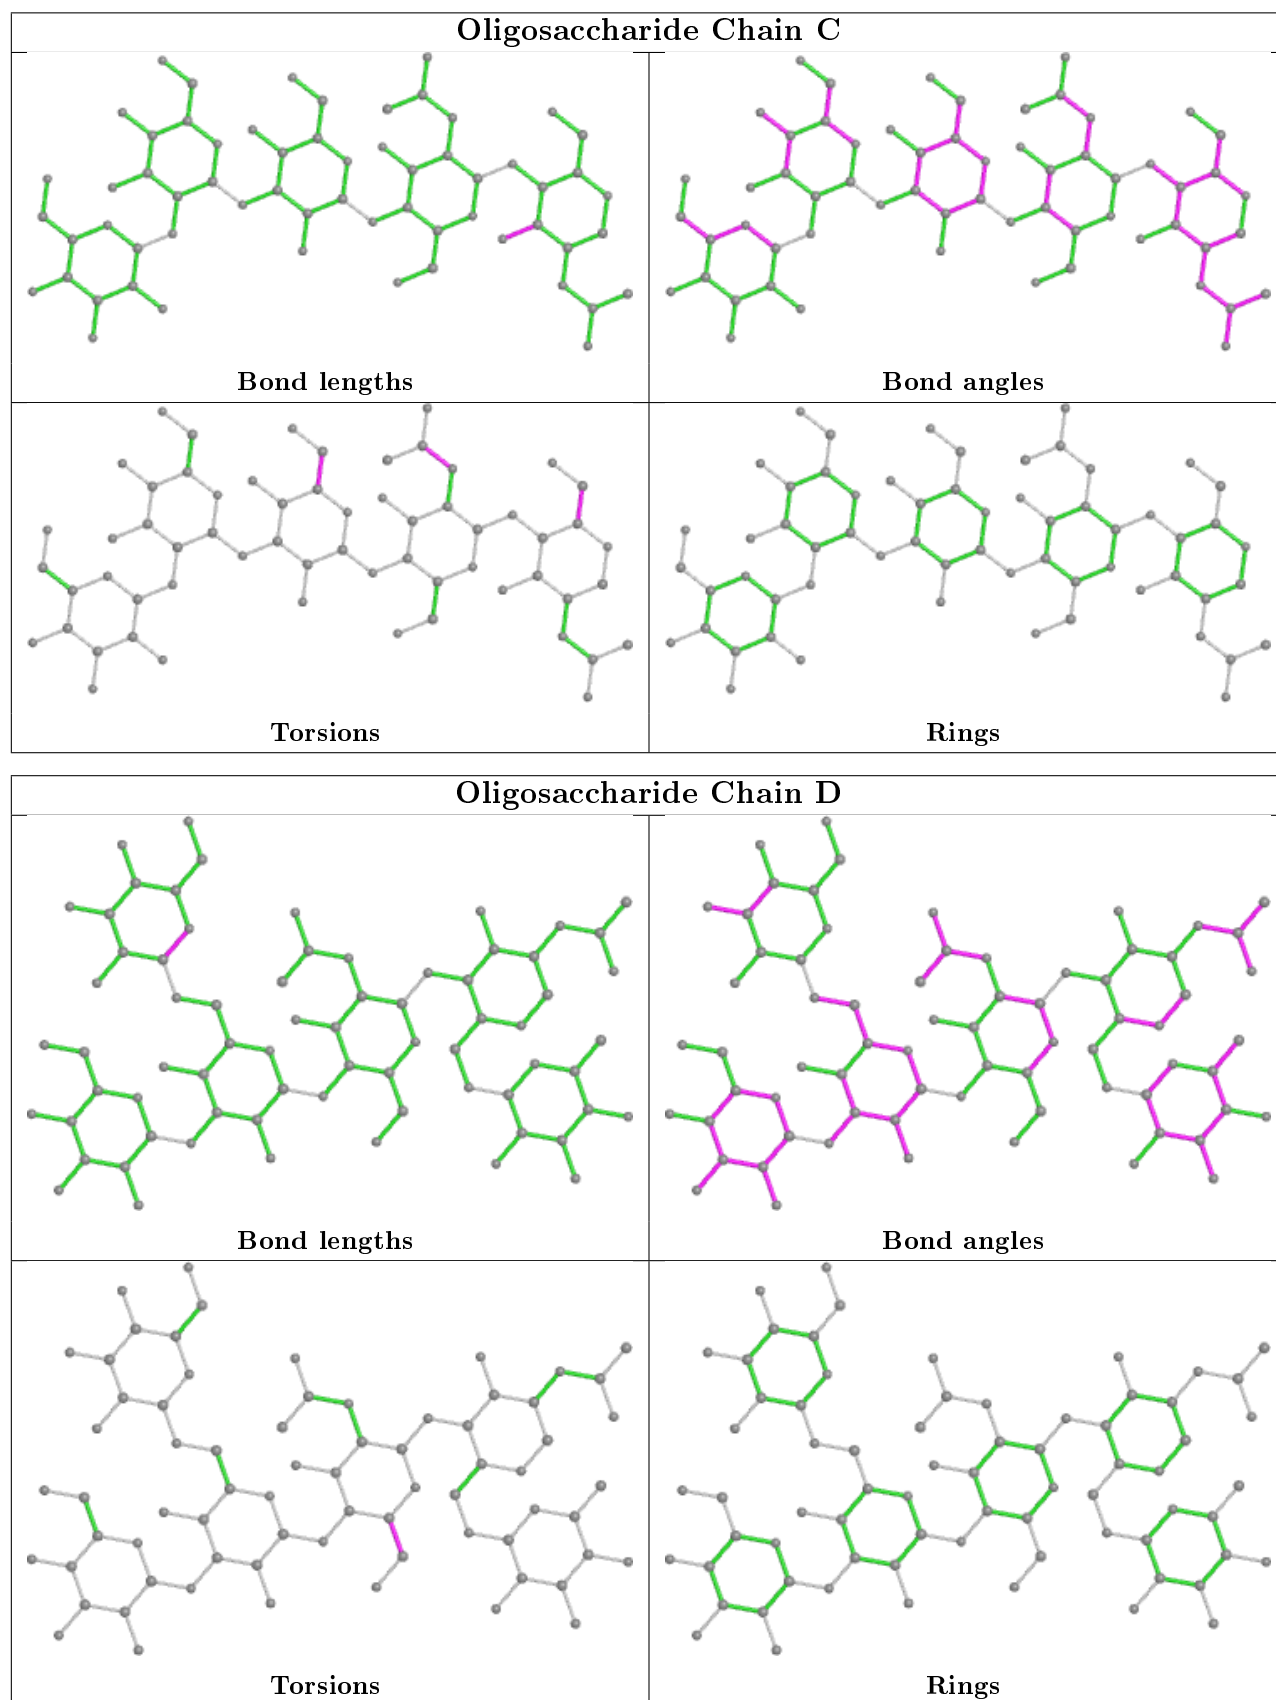 Oligosaccharide Chain C
Bond lengths
Bond angles
Torsions
Rings
Oligosaccharide Chain D
Bond lengths
Bond angles
Torsions
Rings